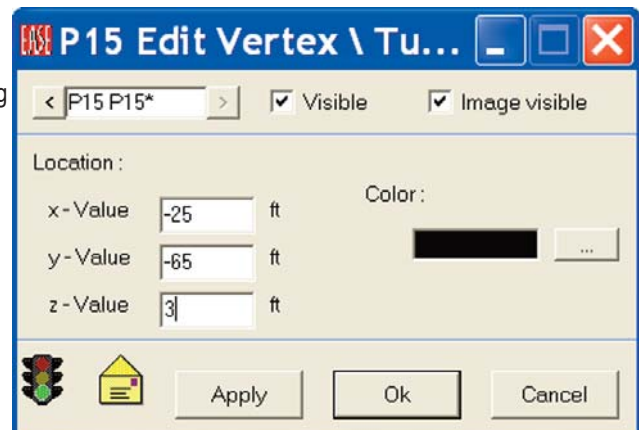 EASE P15 Edit Vertex \ Tu...
g
< P15 P15* > Visible Image visible
Location :
x - Value -25 ft
Color :
...
y - Value -65 ft
z - Value 3 ft
Apply Ok Cancel